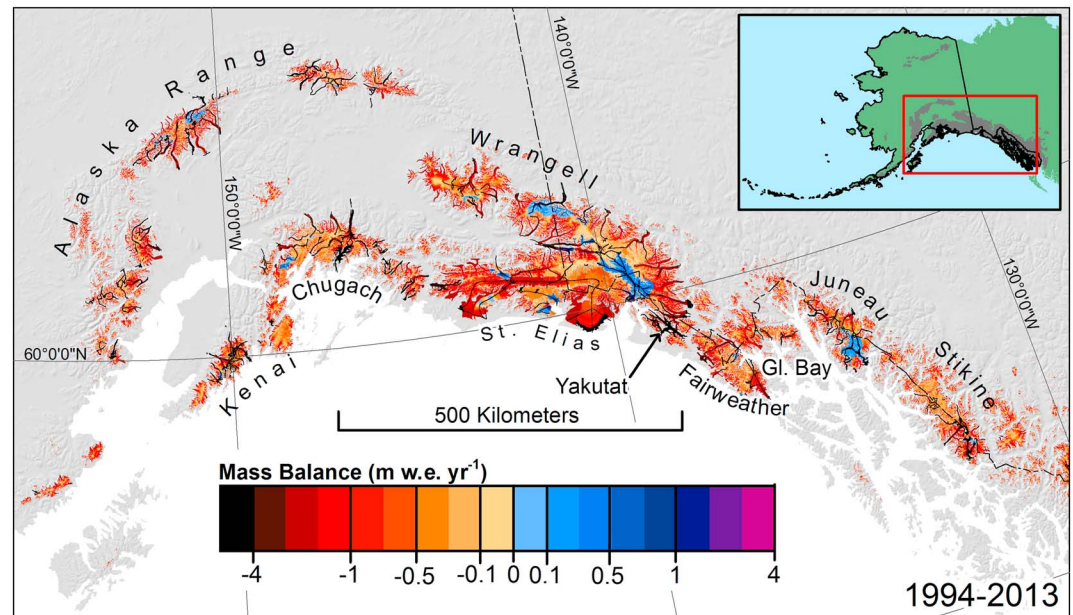 140°0'0"W
Alaska Range
Wrangell
150°0'0"W
130°0'0"W
Chugach
Juneau
St. Elias
60°0'0"N
Kenai
Yakutat
Gl. Bay
Fairweather
Stikine
500 Kilometers
Mass Balance (m w.e. yr-1)
-4 -1 -0.5 -0.1 0 0.1 0.5 1 4
1994-2013